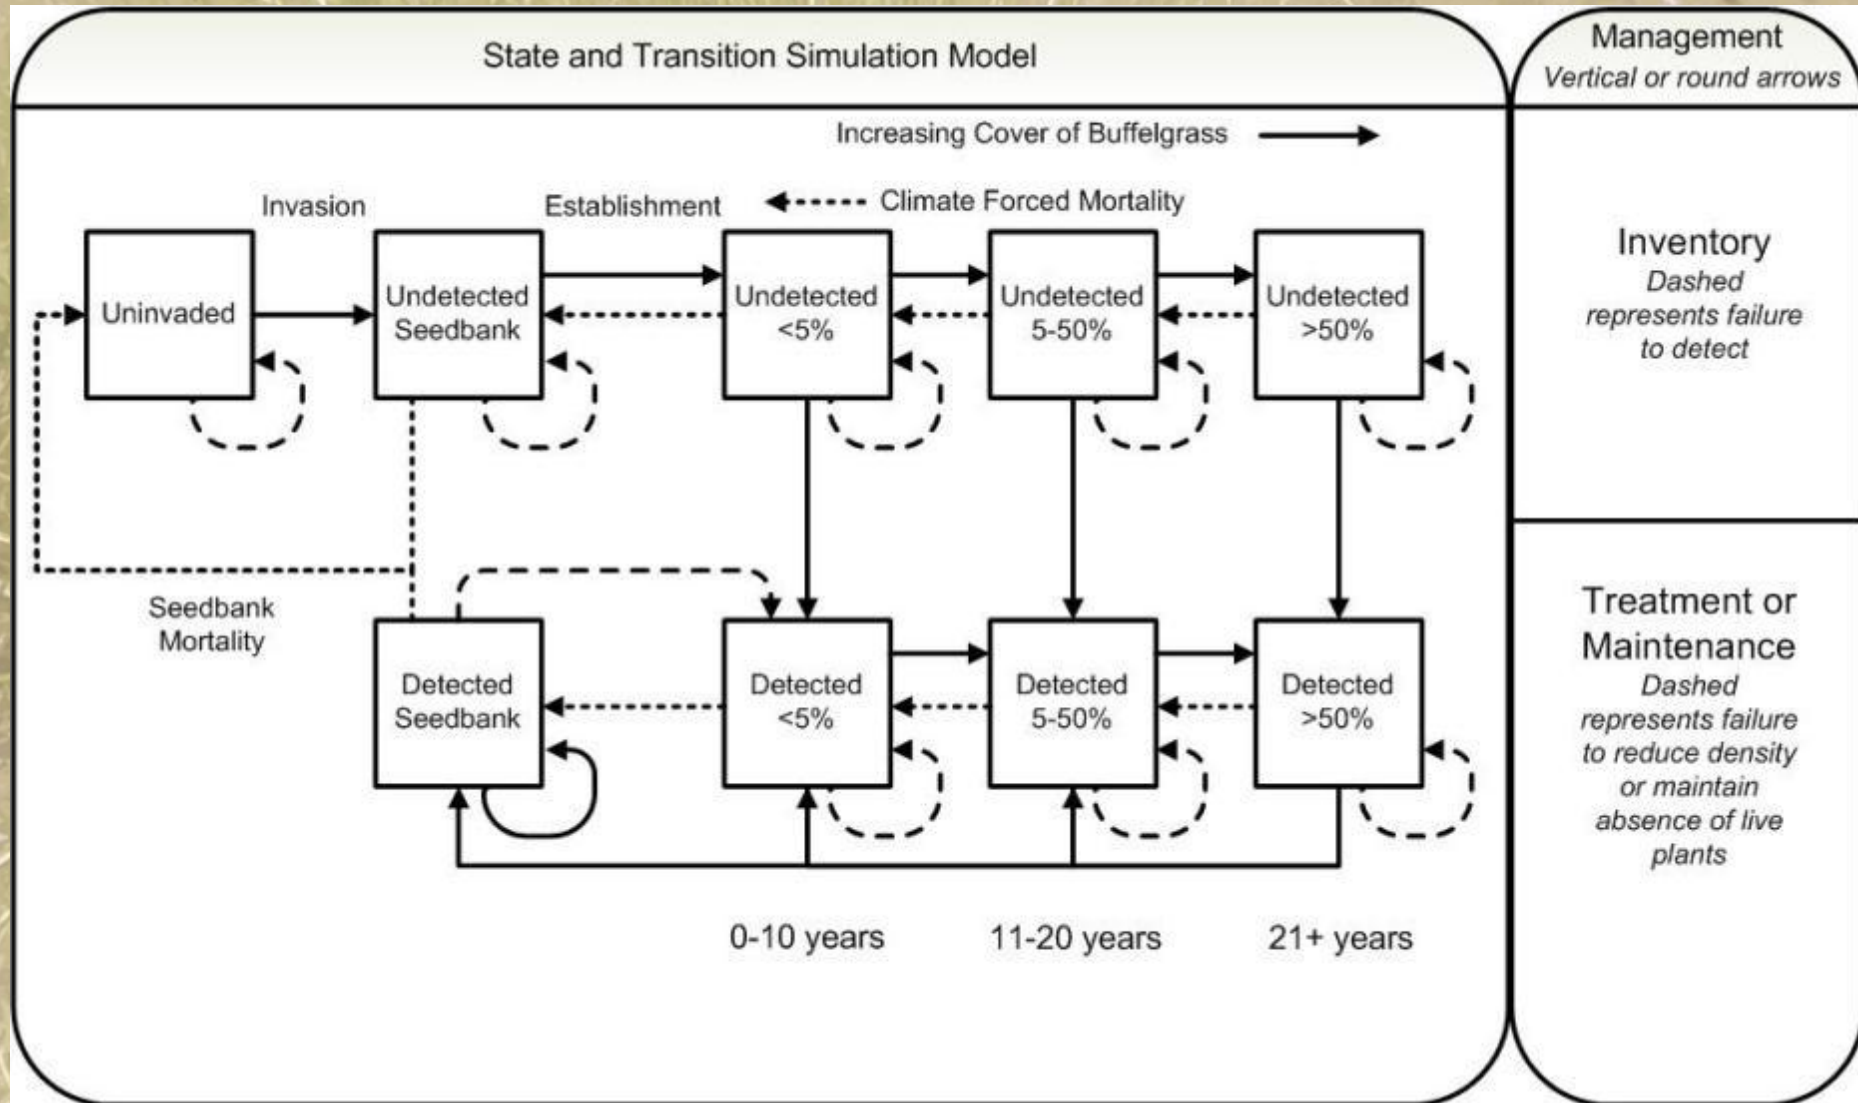 State and Transition Simulation Model
Management
Vertical or round arrows
Increasing Cover of Buffelgrass
Invasion
Establishment
Climate Forced Mortality
Uninvaded
Undetected
Seedbank
Undetected
<5%
Undetected
5-50%
Undetected
>50%
Inventory
Dashed
represents failure
to detect
Seedbank
Mortality
Detected
Seedbank
Detected
<5%
Detected
5-50%
Detected
>50%
Treatment or
Maintenance
Dashed
represents failure
to reduce density
or maintain
absence of live
plants
0-10 years
11-20 years
21+ years